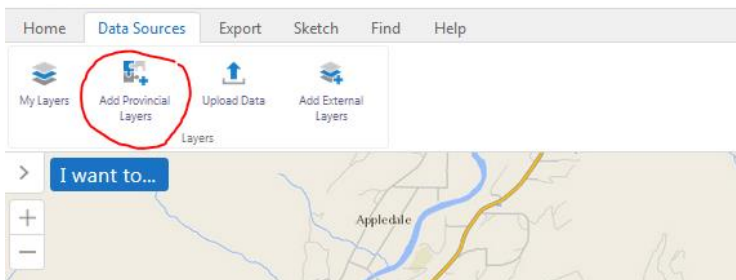 Home Data Sources Export Sketch Find Help
My Layers Add Provincial Layers Upload Data Add External Layers
Layers
I want to...
Appledale